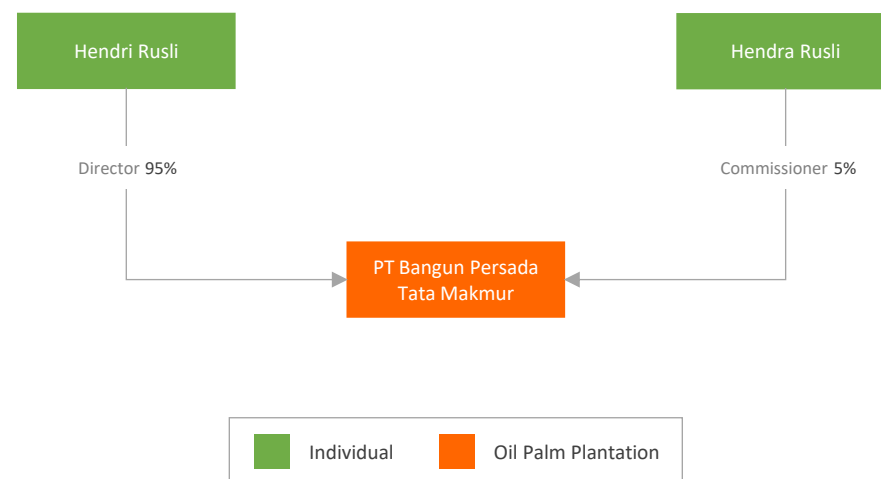 Hendri Rusli
Hendra Rusli
Director 95%
Commissioner 5%
PT Bangun Persada
Tata Makmur
Individual
Oil Palm Plantation